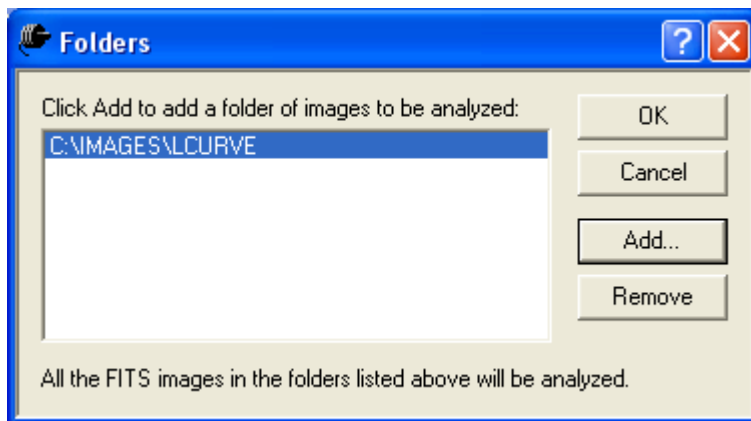 Folders
Click Add to add a folder of images to be analyzed:
C:\IMAGES\LCURVE
OK
Cancel
Add...
Remove
All the FITS images in the folders listed above will be analyzed.